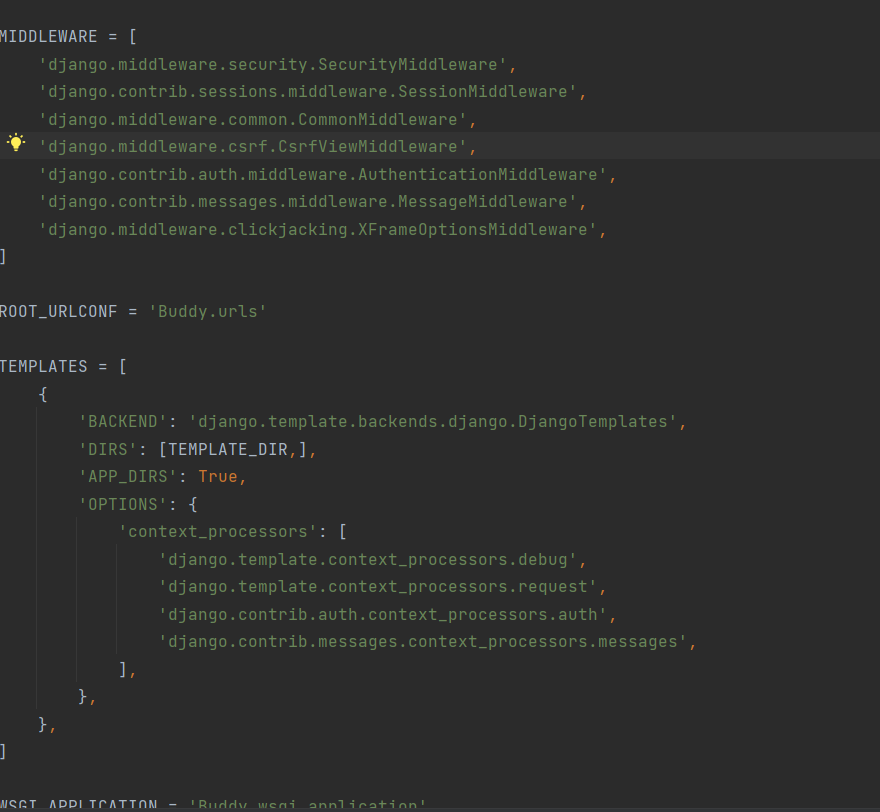 MIDDLEWARE = [
    'django.middleware.security.SecurityMiddleware',
    'django.contrib.sessions.middleware.SessionMiddleware',
    'django.middleware.common.CommonMiddleware',
    'django.middleware.csrf.CsrfViewMiddleware',
    'django.contrib.auth.middleware.AuthenticationMiddleware',
    'django.contrib.messages.middleware.MessageMiddleware',
    'django.middleware.clickjacking.XFrameOptionsMiddleware',
]
ROOT_URLCONF = 'Buddy.urls'
TEMPLATES = [
    {
        'BACKEND': 'django.template.backends.django.DjangoTemplates',
        'DIRS': [TEMPLATE_DIR,],
        'APP_DIRS': True,
        'OPTIONS': {
            'context_processors': [
                'django.template.context_processors.debug',
                'django.template.context_processors.request',
                'django.contrib.auth.context_processors.auth',
                'django.contrib.messages.context_processors.messages',
            ],
        },
    },
]
WSGI_APPLICATION = 'Buddy.wsgi.application'